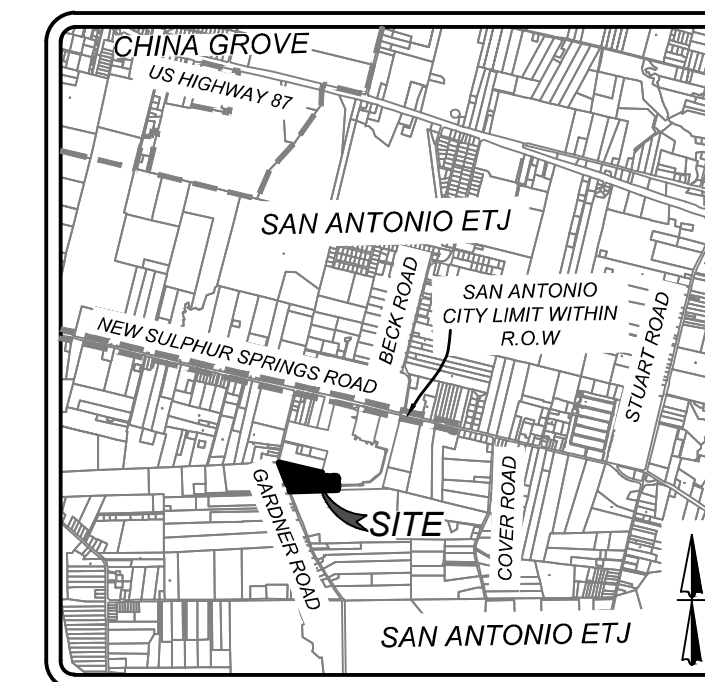 CHINA GROVE
US HIGHWAY 87
SAN ANTONIO ETJ
BECK ROAD
SAN ANTONIO
CITY LIMIT WITHIN
R.O.W
STUART ROAD
NEW SULPHUR SPRINGS ROAD
GARDNER ROAD
SITE
COVER ROAD
SAN ANTONIO ETJ